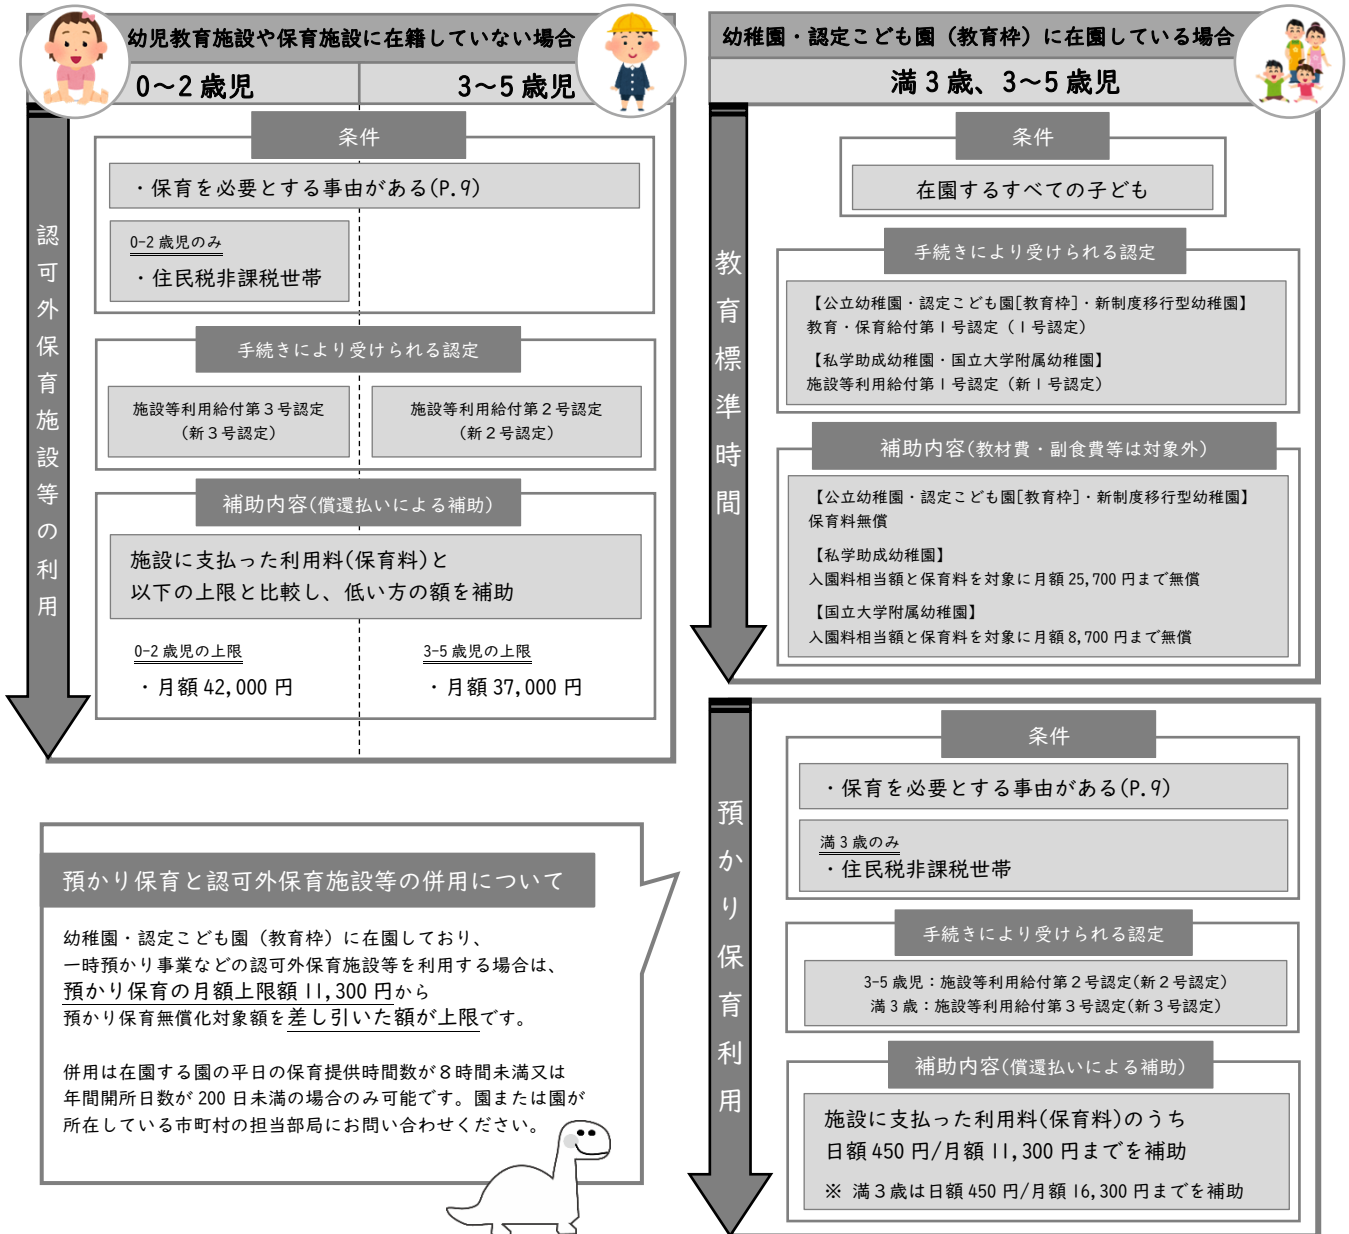 幼児教育施設や保育施設に在籍していない場合
0～2歳児
3～5歳児
認可外保育施設等の利用
条件
・保育を必要とする事由がある(P.9)
0-2歳児のみ
・住民税非課税世帯
手続きにより受けられる認定
施設等利用給付第3号認定
(新3号認定)
施設等利用給付第2号認定
(新2号認定)
補助内容(償還払いによる補助)
施設に支払った利用料(保育料)と
以下の上限と比較し、低い方の額を補助
0-2歳児の上限
・月額42,000円
3-5歳児の上限
・月額37,000円
預かり保育と認可外保育施設等の併用について
幼稚園・認定こども園（教育枠）に在園しており、
一時預かり事業などの認可外保育施設等を利用する場合は、
預かり保育の月額上限額11,300円から
預かり保育無償化対象額を差し引いた額が上限です。
併用は在園する園の平日の保育提供時間数が8時間未満又は
年間開所日数が200日未満の場合のみ可能です。園または園が
所在している市町村の担当部局にお問い合わせください。
幼稚園・認定こども園（教育枠）に在園している場合
満3歳、3～5歳児
教育標準時間
条件
在園するすべての子ども
手続きにより受けられる認定
【公立幼稚園・認定こども園[教育枠]・新制度移行型幼稚園】
教育・保育給付第1号認定（1号認定）
【私学助成幼稚園・国立大学附属幼稚園】
施設等利用給付第1号認定（新1号認定）
補助内容(教材費・副食費等は対象外)
【公立幼稚園・認定こども園[教育枠]・新制度移行型幼稚園】
保育料無償
【私学助成幼稚園】
入園料相当額と保育料を対象に月額25,700円まで無償
【国立大学附属幼稚園】
入園料相当額と保育料を対象に月額8,700円まで無償
預かり保育利用
条件
・保育を必要とする事由がある(P.9)
満3歳のみ
・住民税非課税世帯
手続きにより受けられる認定
3-5歳児：施設等利用給付第2号認定(新2号認定)
満3歳：施設等利用給付第3号認定(新3号認定)
補助内容(償還払いによる補助)
施設に支払った利用料(保育料)のうち
日額450円/月額11,300円までを補助
※ 満3歳は日額450円/月額16,300円までを補助